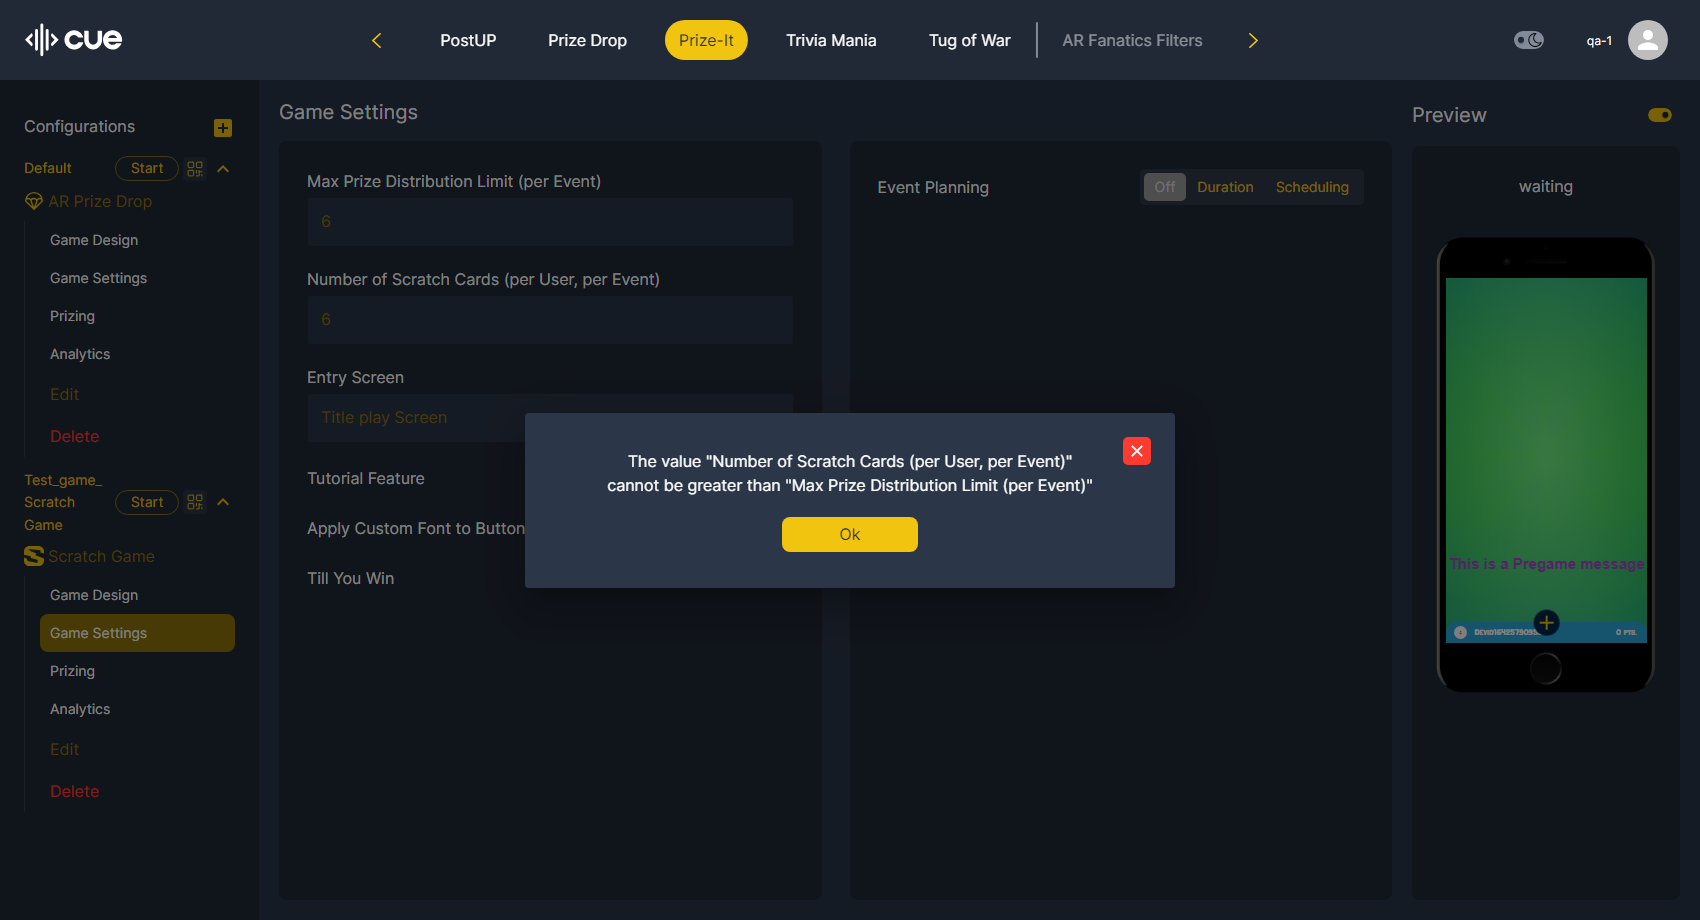 cue
PostUP
Prize Drop
Prize-It
Trivia Mania
Tug of War
AR Fanatics Filters
qa-1
Configurations
Default
Start
AR Prize Drop
Game Design
Game Settings
Prizing
Analytics
Edit
Delete
Test_game_
Scratch
Game
Start
Scratch Game
Game Design
Game Settings
Prizing
Analytics
Edit
Delete
Game Settings
Max Prize Distribution Limit (per Event)
6
Number of Scratch Cards (per User, per Event)
6
Entry Screen
Title play Screen
Tutorial Feature
Apply Custom Font to Button
Till You Win
Event Planning
Off
Duration
Scheduling
The value "Number of Scratch Cards (per User, per Event)"
cannot be greater than "Max Prize Distribution Limit (per Event)"
Ok
Preview
waiting
This is a Pregame message
0 PTS.